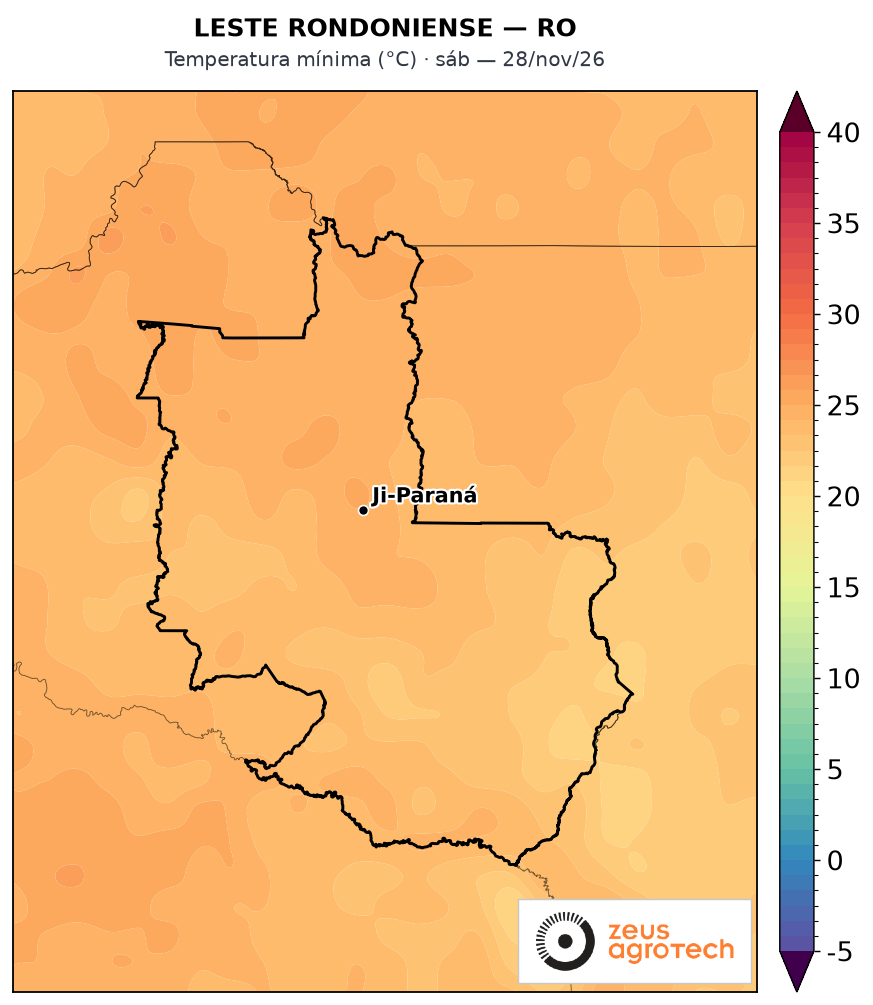 LESTE RONDONIENSE — RO
Temperatura mínima (°C) · sáb — 28/nov/26
Ji-Paraná
40
35
30
25
20
15
10
5
0
-5
zeus
agrotech